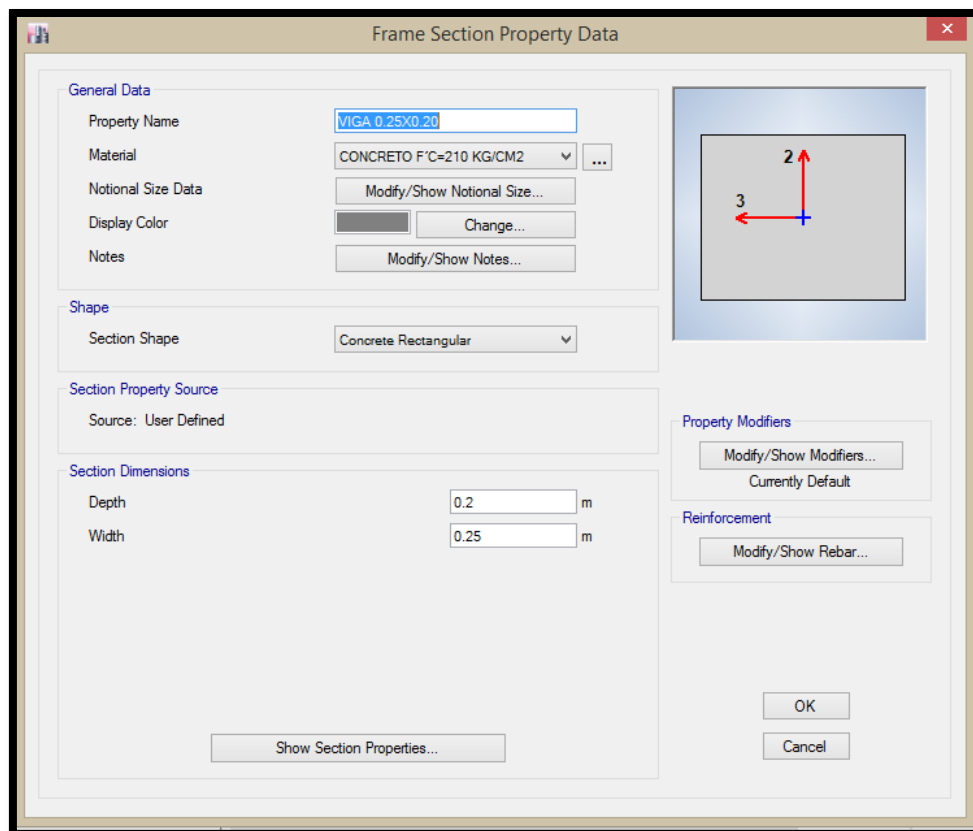 Frame Section Property Data
General Data
Property Name VIGA 0.25X0.20
Material CONCRETO F´C=210 KG/CM2 ...
Notional Size Data Modify/Show Notional Size...
Display Color Change...
Notes Modify/Show Notes...
2
3
Shape
Section Shape Concrete Rectangular
Section Property Source
Source: User Defined
Property Modifiers
Modify/Show Modifiers...
Currently Default
Section Dimensions
Depth 0.2 m
Width 0.25 m
Reinforcement
Modify/Show Rebar...
Show Section Properties...
OK
Cancel